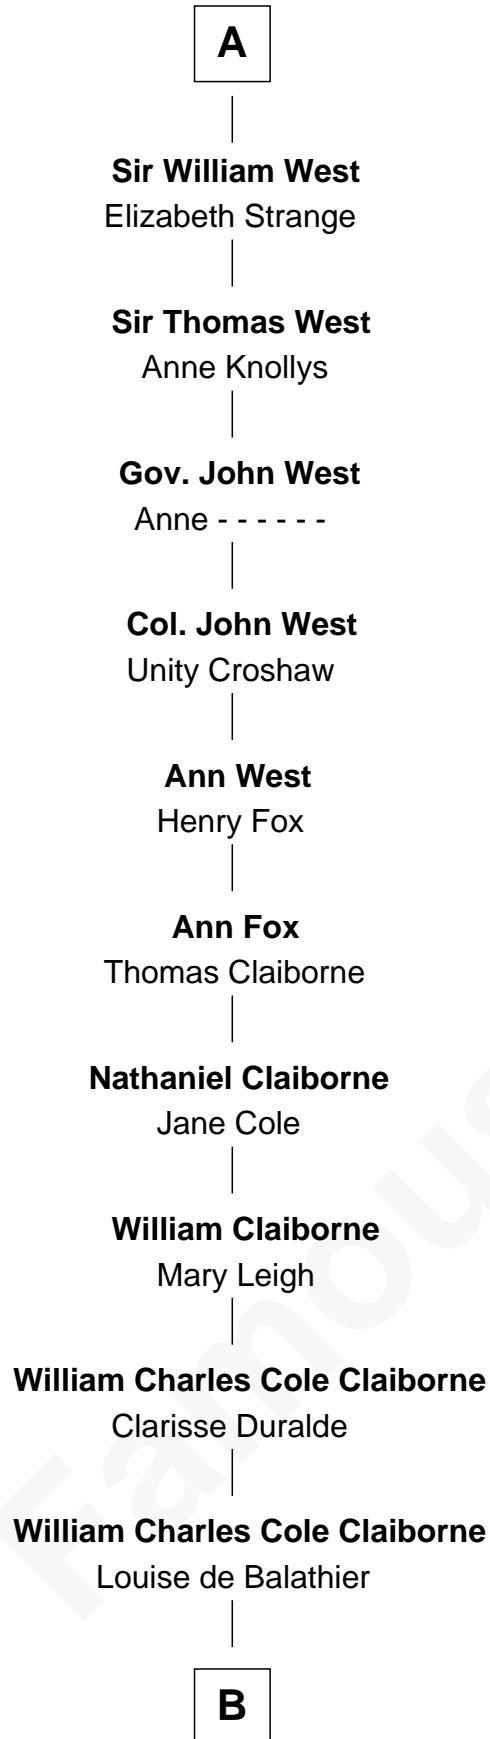 A
Sir William West
Elizabeth Strange
Sir Thomas West
Anne Knollys
Gov. John West
Anne - - - - - -
Col. John West
Unity Croshaw
Ann West
Henry Fox
Ann Fox
Thomas Claiborne
Nathaniel Claiborne
Jane Cole
William Claiborne
Mary Leigh
William Charles Cole Claiborne
Clarisse Duralde
William Charles Cole Claiborne
Louise de Balathier
B
Famous